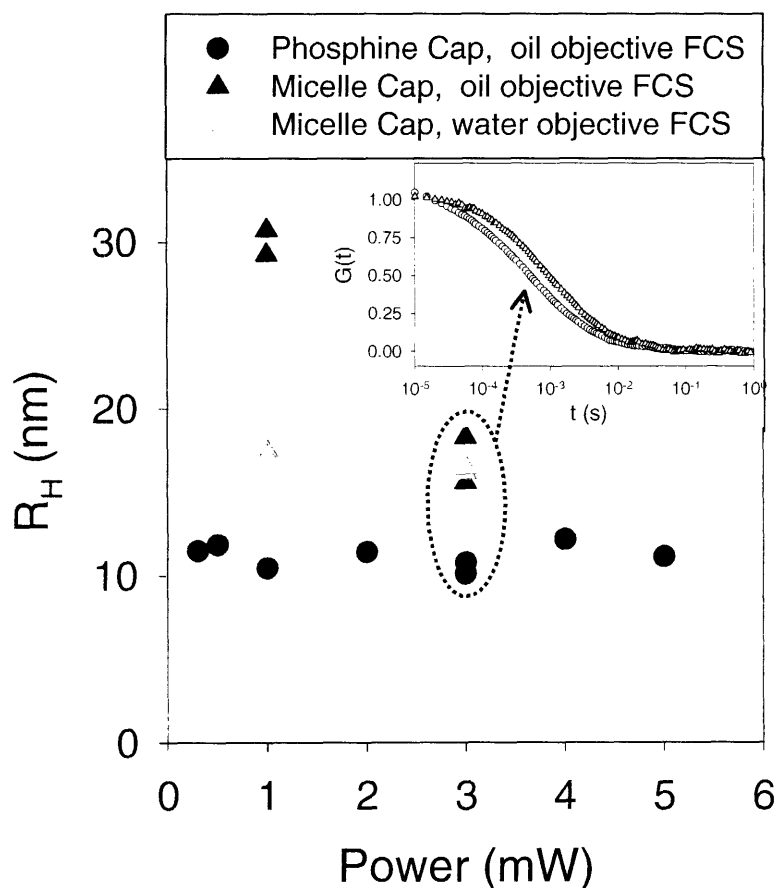 Phosphine Cap, oil objective FCS
Micelle Cap, oil objective FCS
Micelle Cap, water objective FCS
30
20
10
0
R_H (nm)
0 1 2 3 4 5 6
Power (mW)
1.00
0.75
0.50
0.25
0.00
G(t)
10^-5 10^-4 10^-3 10^-2 10^-1 10^0
t (s)